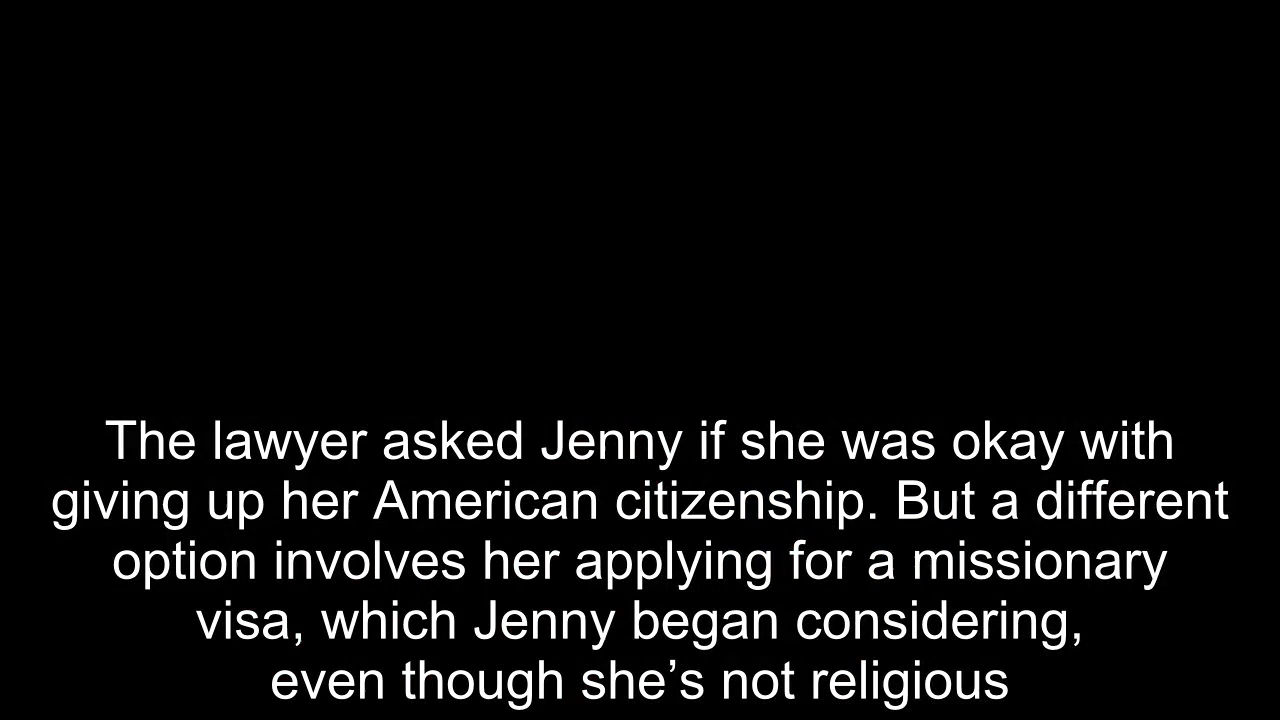 The lawyer asked Jenny if she was okay with
giving up her American citizenship. But a different
option involves her applying for a missionary
visa, which Jenny began considering,
even though she’s not religious